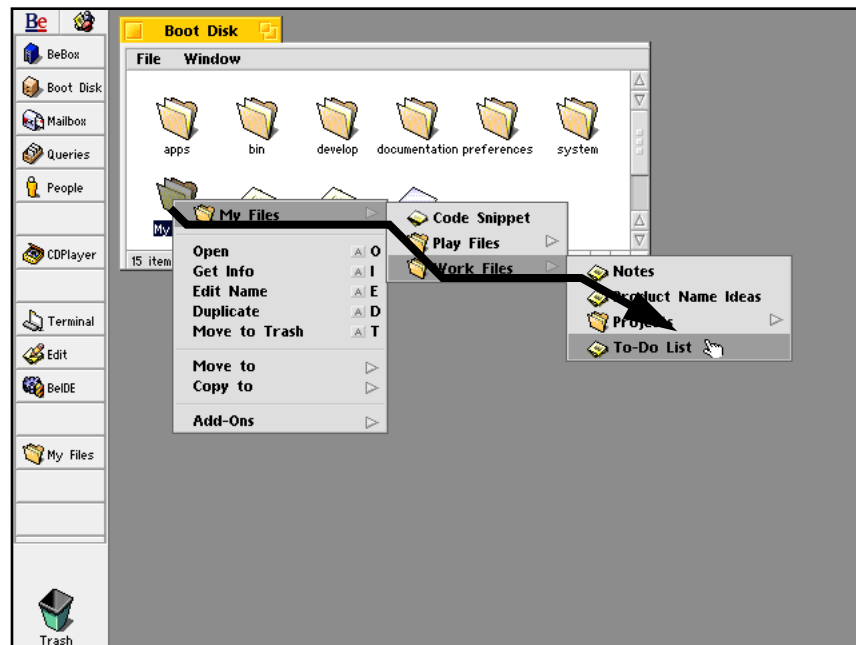 Be
BeBox
Boot Disk
Mailbox
Queries
People
CDPlayer
Terminal
Edit
BeIDE
My Files
Trash
Boot Disk
File Window
apps bin develop documentation preferences system
My
15 item
My Files
Open A O
Get Info A I
Edit Name A E
Duplicate A D
Move to Trash A T
Move to
Copy to
Add-Ons
Code Snippet
Play Files
Work Files
Notes
Product Name Ideas
Projects
To-Do List